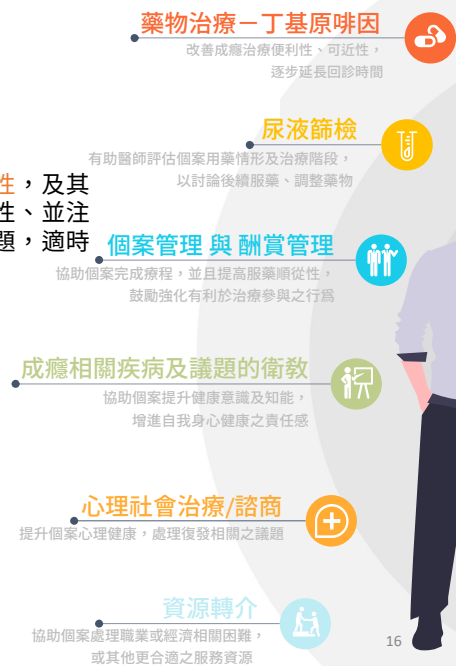 藥物治療－丁基原啡因
改善成癮治療便利性、可近性，
逐步延長回診時間
尿液篩檢
有助醫師評估個案用藥情形及治療階段，
以討論後續服藥、調整藥物
性，及其
性、並注
題，適時
個案管理 與 酬賞管理
協助個案完成療程，並且提高服藥順從性，
鼓勵強化有利於治療參與之行為
成癮相關疾病及議題的衛教
協助個案提升健康意識及知能，
增進自我身心健康之責任感
心理社會治療/諮商
提升個案心理健康，處理復發相關之議題
資源轉介
協助個案處理職業或經濟相關困難，
或其他更合適之服務資源
16